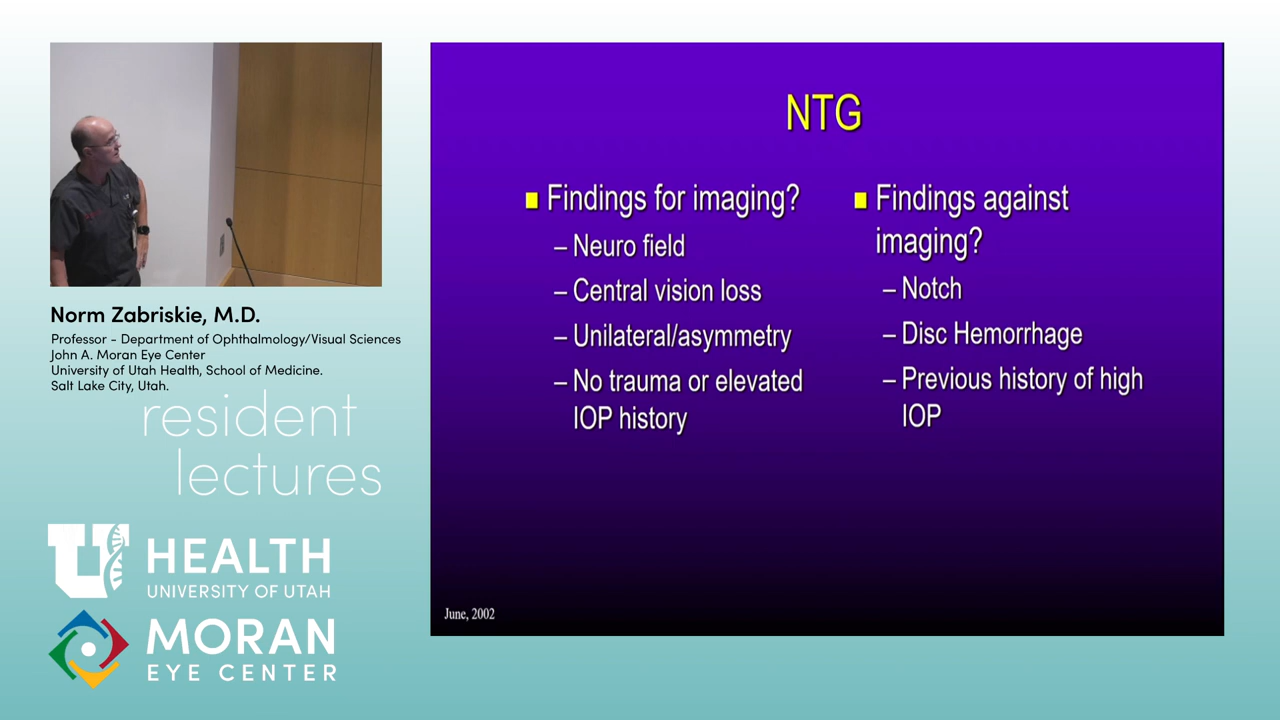 Norm Zabriskie, M.D.
Professor - Department of Ophthalmology/Visual Sciences
John A. Moran Eye Center
University of Utah Health, School of Medicine.
Salt Lake City, Utah.
resident
lectures
U HEALTH
UNIVERSITY OF UTAH
MORAN
EYE CENTER
NTG
Findings for imaging?
– Neuro field
– Central vision loss
– Unilateral/asymmetry
– No trauma or elevated
IOP history
Findings against
imaging?
– Notch
– Disc Hemorrhage
– Previous history of high
IOP
June, 2002